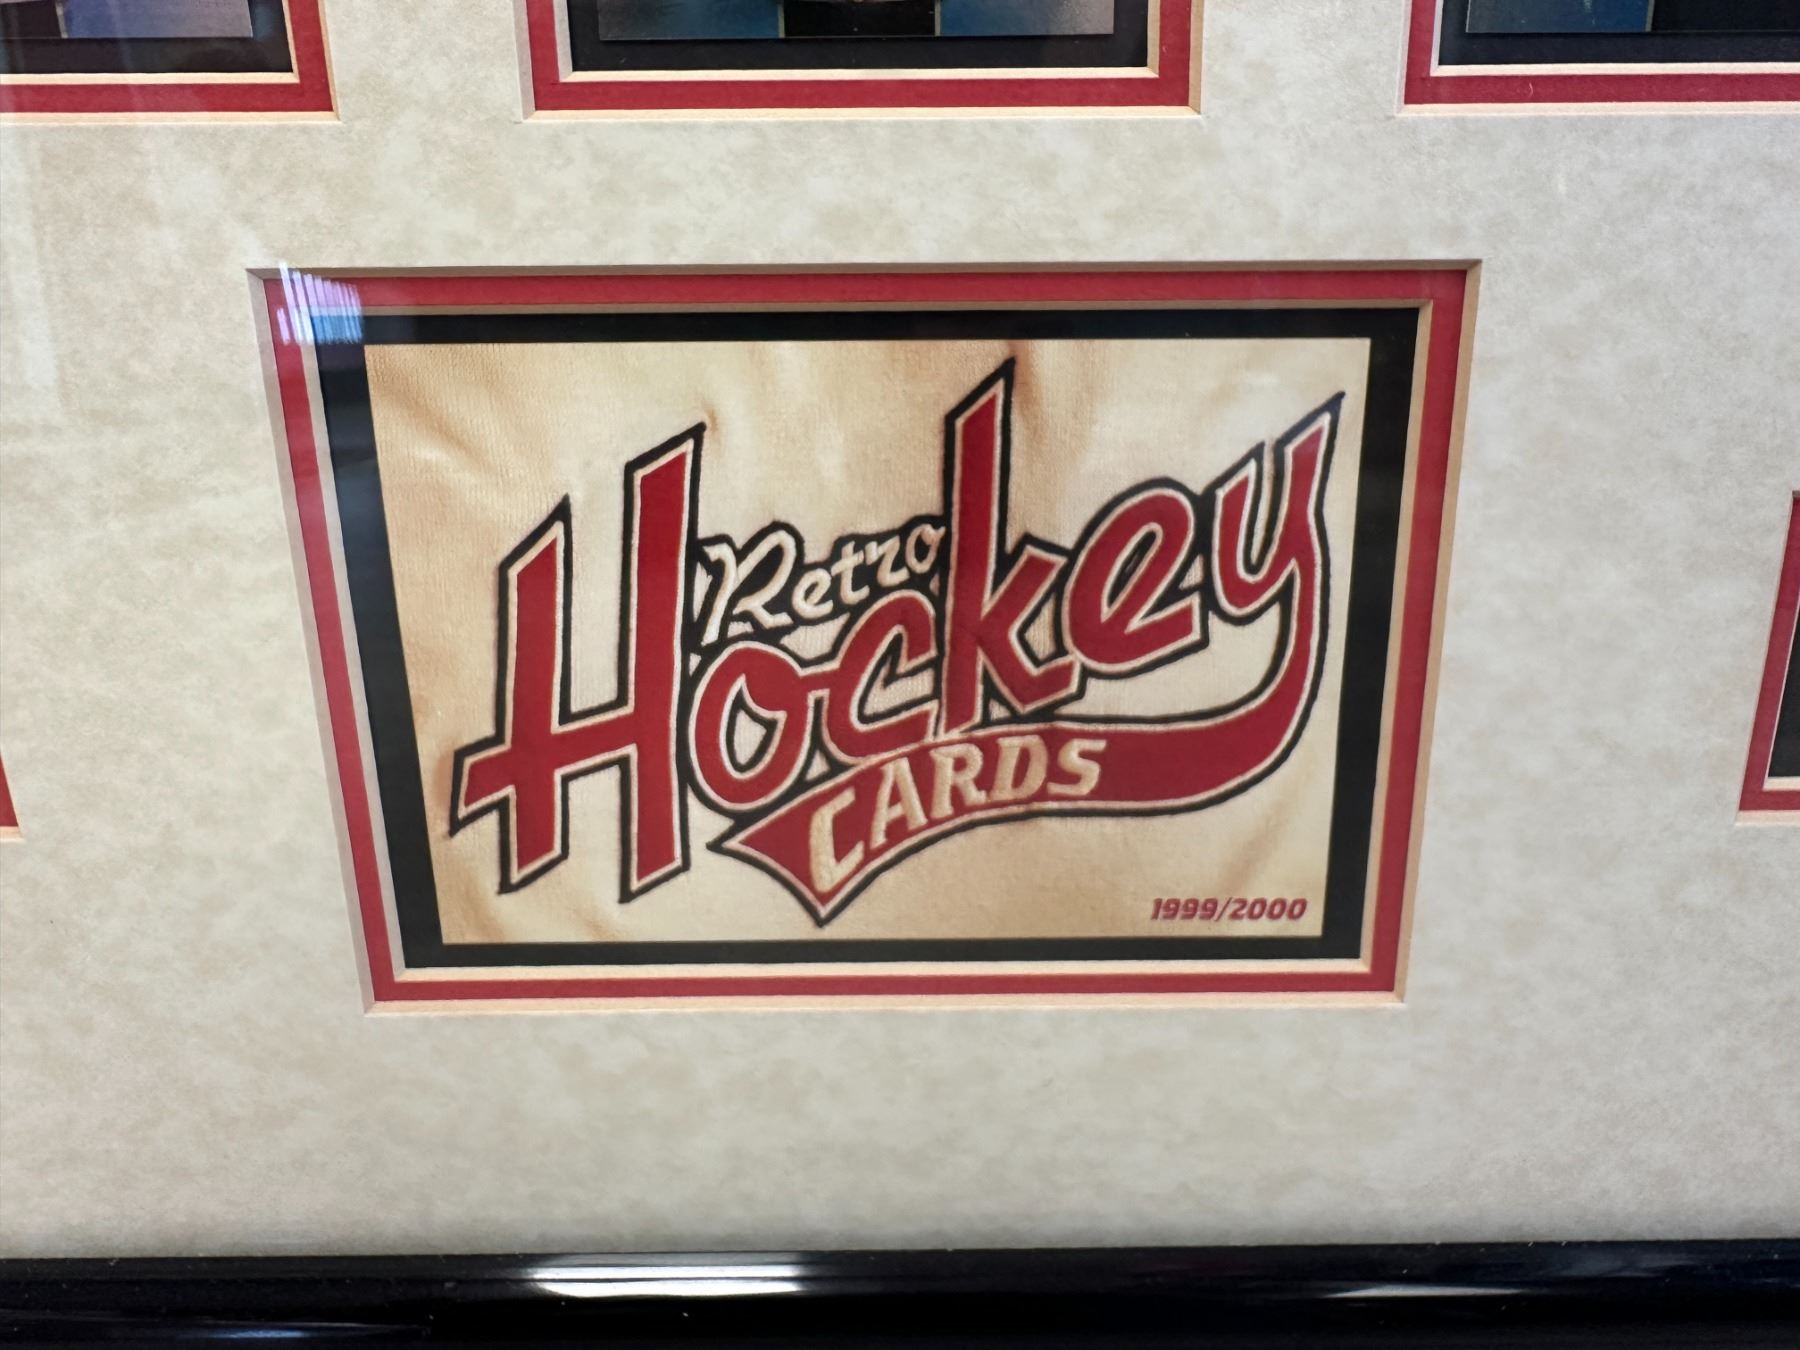 Retro
Hockey
CARDS
1999/2000